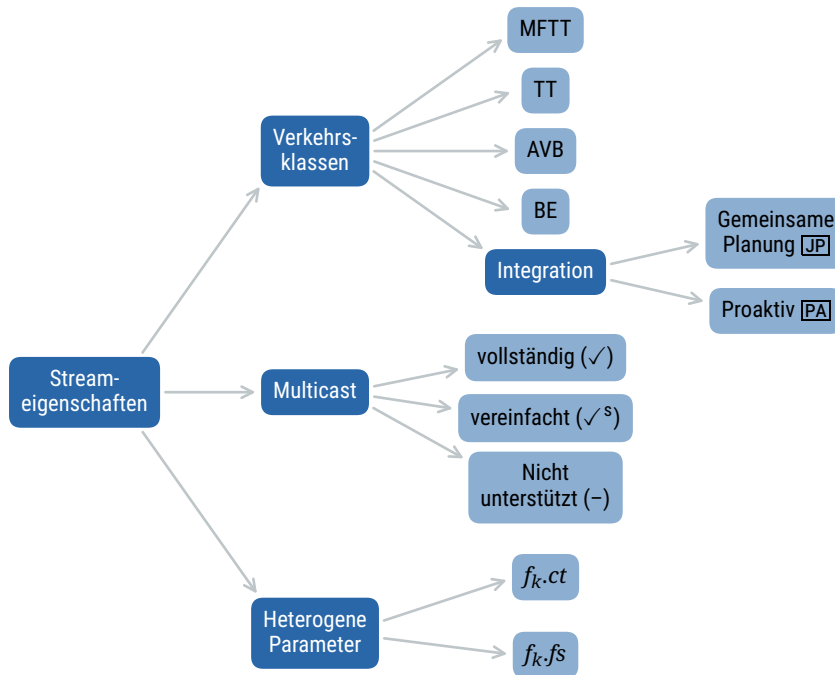 MFTT
TT
AVB
BE
Verkehrs-
klassen
Integration
Gemeinsame
Planung JP
Proaktiv PA
Stream-
eigenschaften
Multicast
vollständig (✓)
vereinfacht (✓ˢ)
Nicht
unterstützt (–)
Heterogene
Parameter
fₖ.ct
fₖ.fs